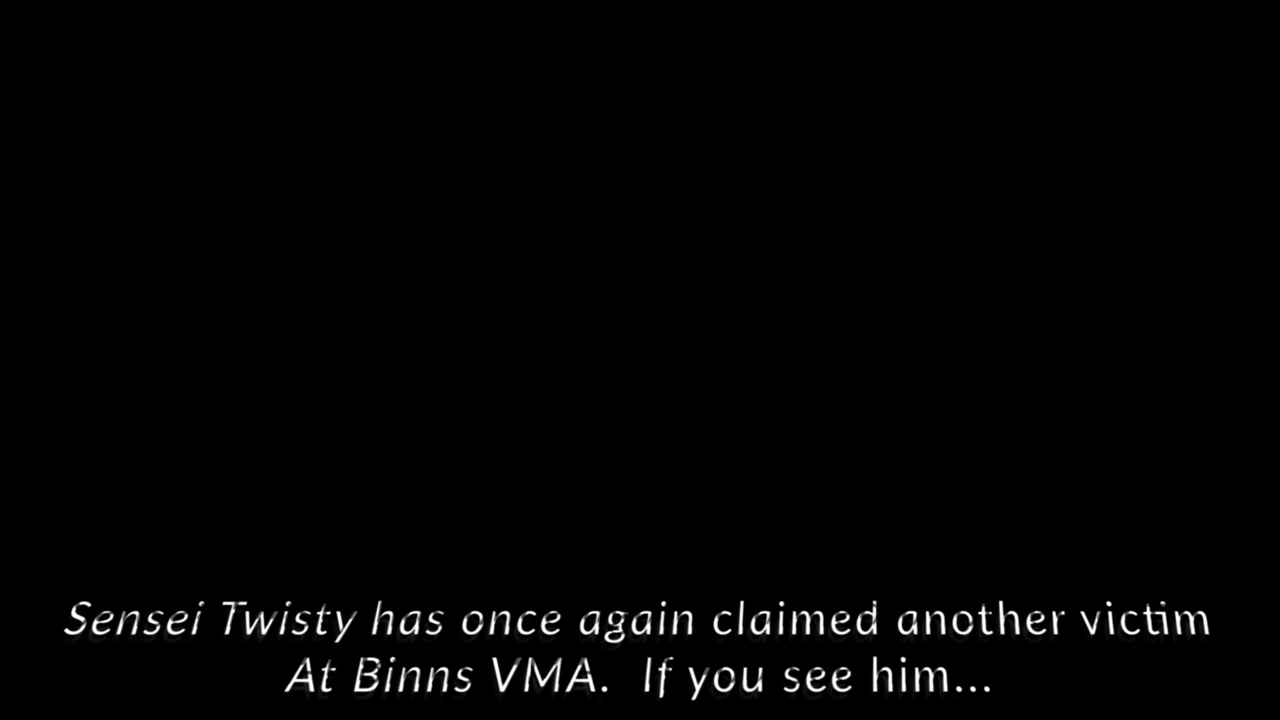 Sensei Twisty has once again claimed another victim
At Binns VMA. If you see him...